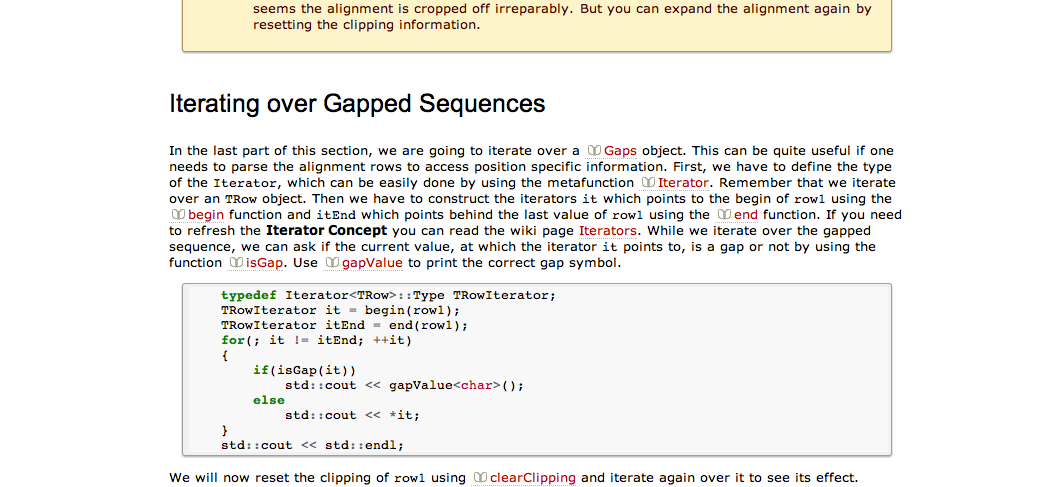 seems the alignment is cropped off irreparably. But you can expand the alignment again by
resetting the clipping information.
Iterating over Gapped Sequences
In the last part of this section, we are going to iterate over a Gaps object. This can be quite useful if one
needs to parse the alignment rows to access position specific information. First, we have to define the type
of the Iterator, which can be easily done by using the metafunction Iterator. Remember that we iterate
over an TRow object. Then we have to construct the iterators it which points to the begin of row1 using the
begin function and itEnd which points behind the last value of row1 using the end function. If you need
to refresh the Iterator Concept you can read the wiki page Iterators. While we iterate over the gapped
sequence, we can ask if the current value, at which the iterator it points to, is a gap or not by using the
function isGap. Use gapValue to print the correct gap symbol.
typedef Iterator<TRow>::Type TRowIterator;
TRowIterator it = begin(row1);
TRowIterator itEnd = end(row1);
for(; it != itEnd; ++it)
{
if(isGap(it))
std::cout << gapValue<char>();
else
std::cout << *it;
}
std::cout << std::endl;
We will now reset the clipping of row1 using clearClipping and iterate again over it to see its effect.